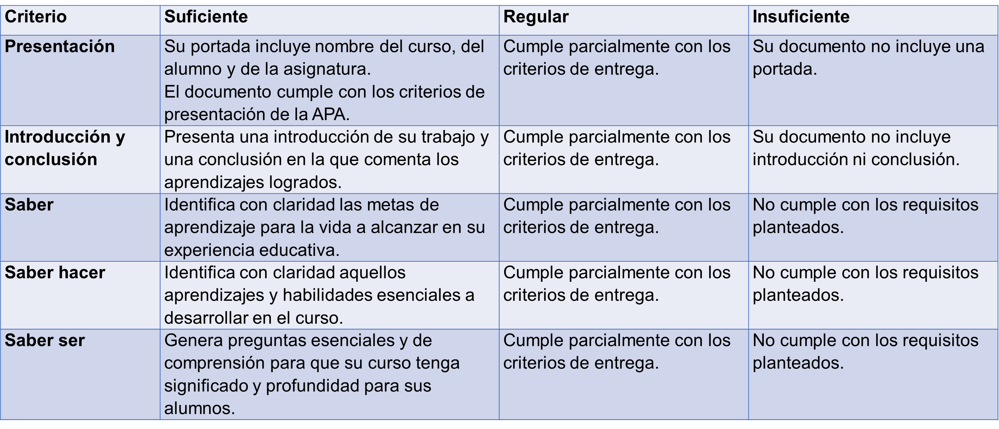 Criterio
Suficiente
Regular
Insuficiente
Presentación
Su portada incluye nombre del curso, del
alumno y de la asignatura.
El documento cumple con los criterios de
presentación de la APA.
Cumple parcialmente con los
criterios de entrega.
Su documento no incluye una
portada.
Introducción y
conclusión
Presenta una introducción de su trabajo y
una conclusión en la que comenta los
aprendizajes logrados.
Cumple parcialmente con los
criterios de entrega.
Su documento no incluye
introducción ni conclusión.
Saber
Identifica con claridad las metas de
aprendizaje para la vida a alcanzar en su
experiencia educativa.
Cumple parcialmente con los
criterios de entrega.
No cumple con los requisitos
planteados.
Saber hacer
Identifica con claridad aquellos
aprendizajes y habilidades esenciales a
desarrollar en el curso.
Cumple parcialmente con los
criterios de entrega.
No cumple con los requisitos
planteados.
Saber ser
Genera preguntas esenciales y de
comprensión para que su curso tenga
significado y profundidad para sus
alumnos.
Cumple parcialmente con los
criterios de entrega.
No cumple con los requisitos
planteados.